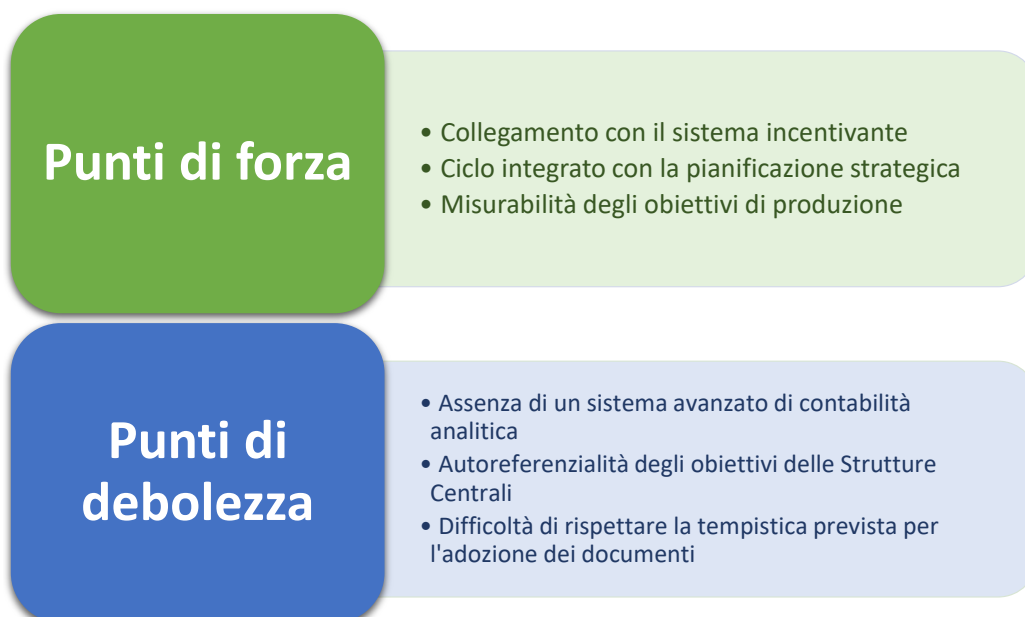 Punti di forza
• Collegamento con il sistema incentivante
• Ciclo integrato con la pianificazione strategica
• Misurabilità degli obiettivi di produzione
Punti di
debolezza
• Assenza di un sistema avanzato di contabilità
analitica
• Autoreferenzialità degli obiettivi delle Strutture
Centrali
• Difficoltà di rispettare la tempistica prevista per
l'adozione dei documenti